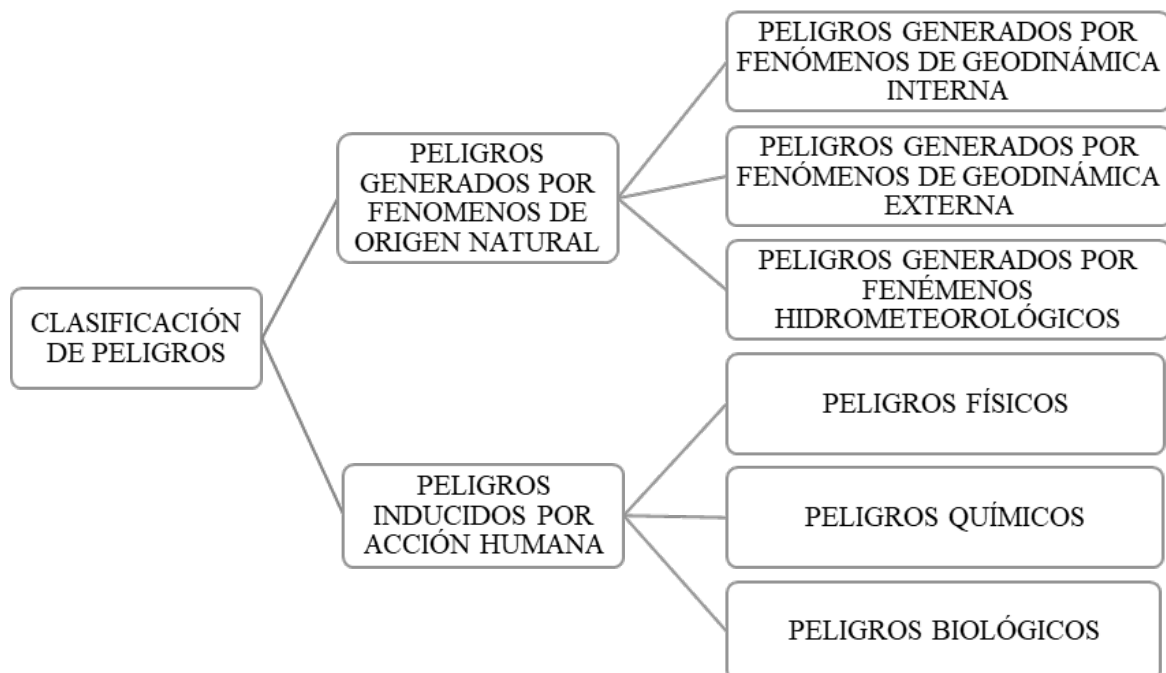 CLASIFICACIÓN
DE PELIGROS
PELIGROS
GENERADOS POR
FENOMENOS DE
ORIGEN NATURAL
PELIGROS GENERADOS POR
FENÓMENOS DE GEODINÁMICA
INTERNA
PELIGROS GENERADOS POR
FENÓMENOS DE GEODINÁMICA
EXTERNA
PELIGROS GENERADOS POR
FENÉMENOS
HIDROMETEOROLÓGICOS
PELIGROS
INDUCIDOS POR
ACCIÓN HUMANA
PELIGROS FÍSICOS
PELIGROS QUÍMICOS
PELIGROS BIOLÓGICOS